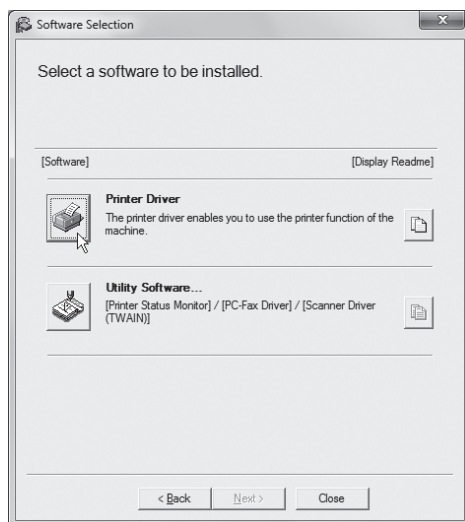 Software Selection
Select a software to be installed.
[Software] [Display Readme]
Printer Driver
The printer driver enables you to use the printer function of the
machine.
Utility Software...
[Printer Status Monitor] / [PC-Fax Driver] / [Scanner Driver
(TWAIN)]
< Back Next > Close